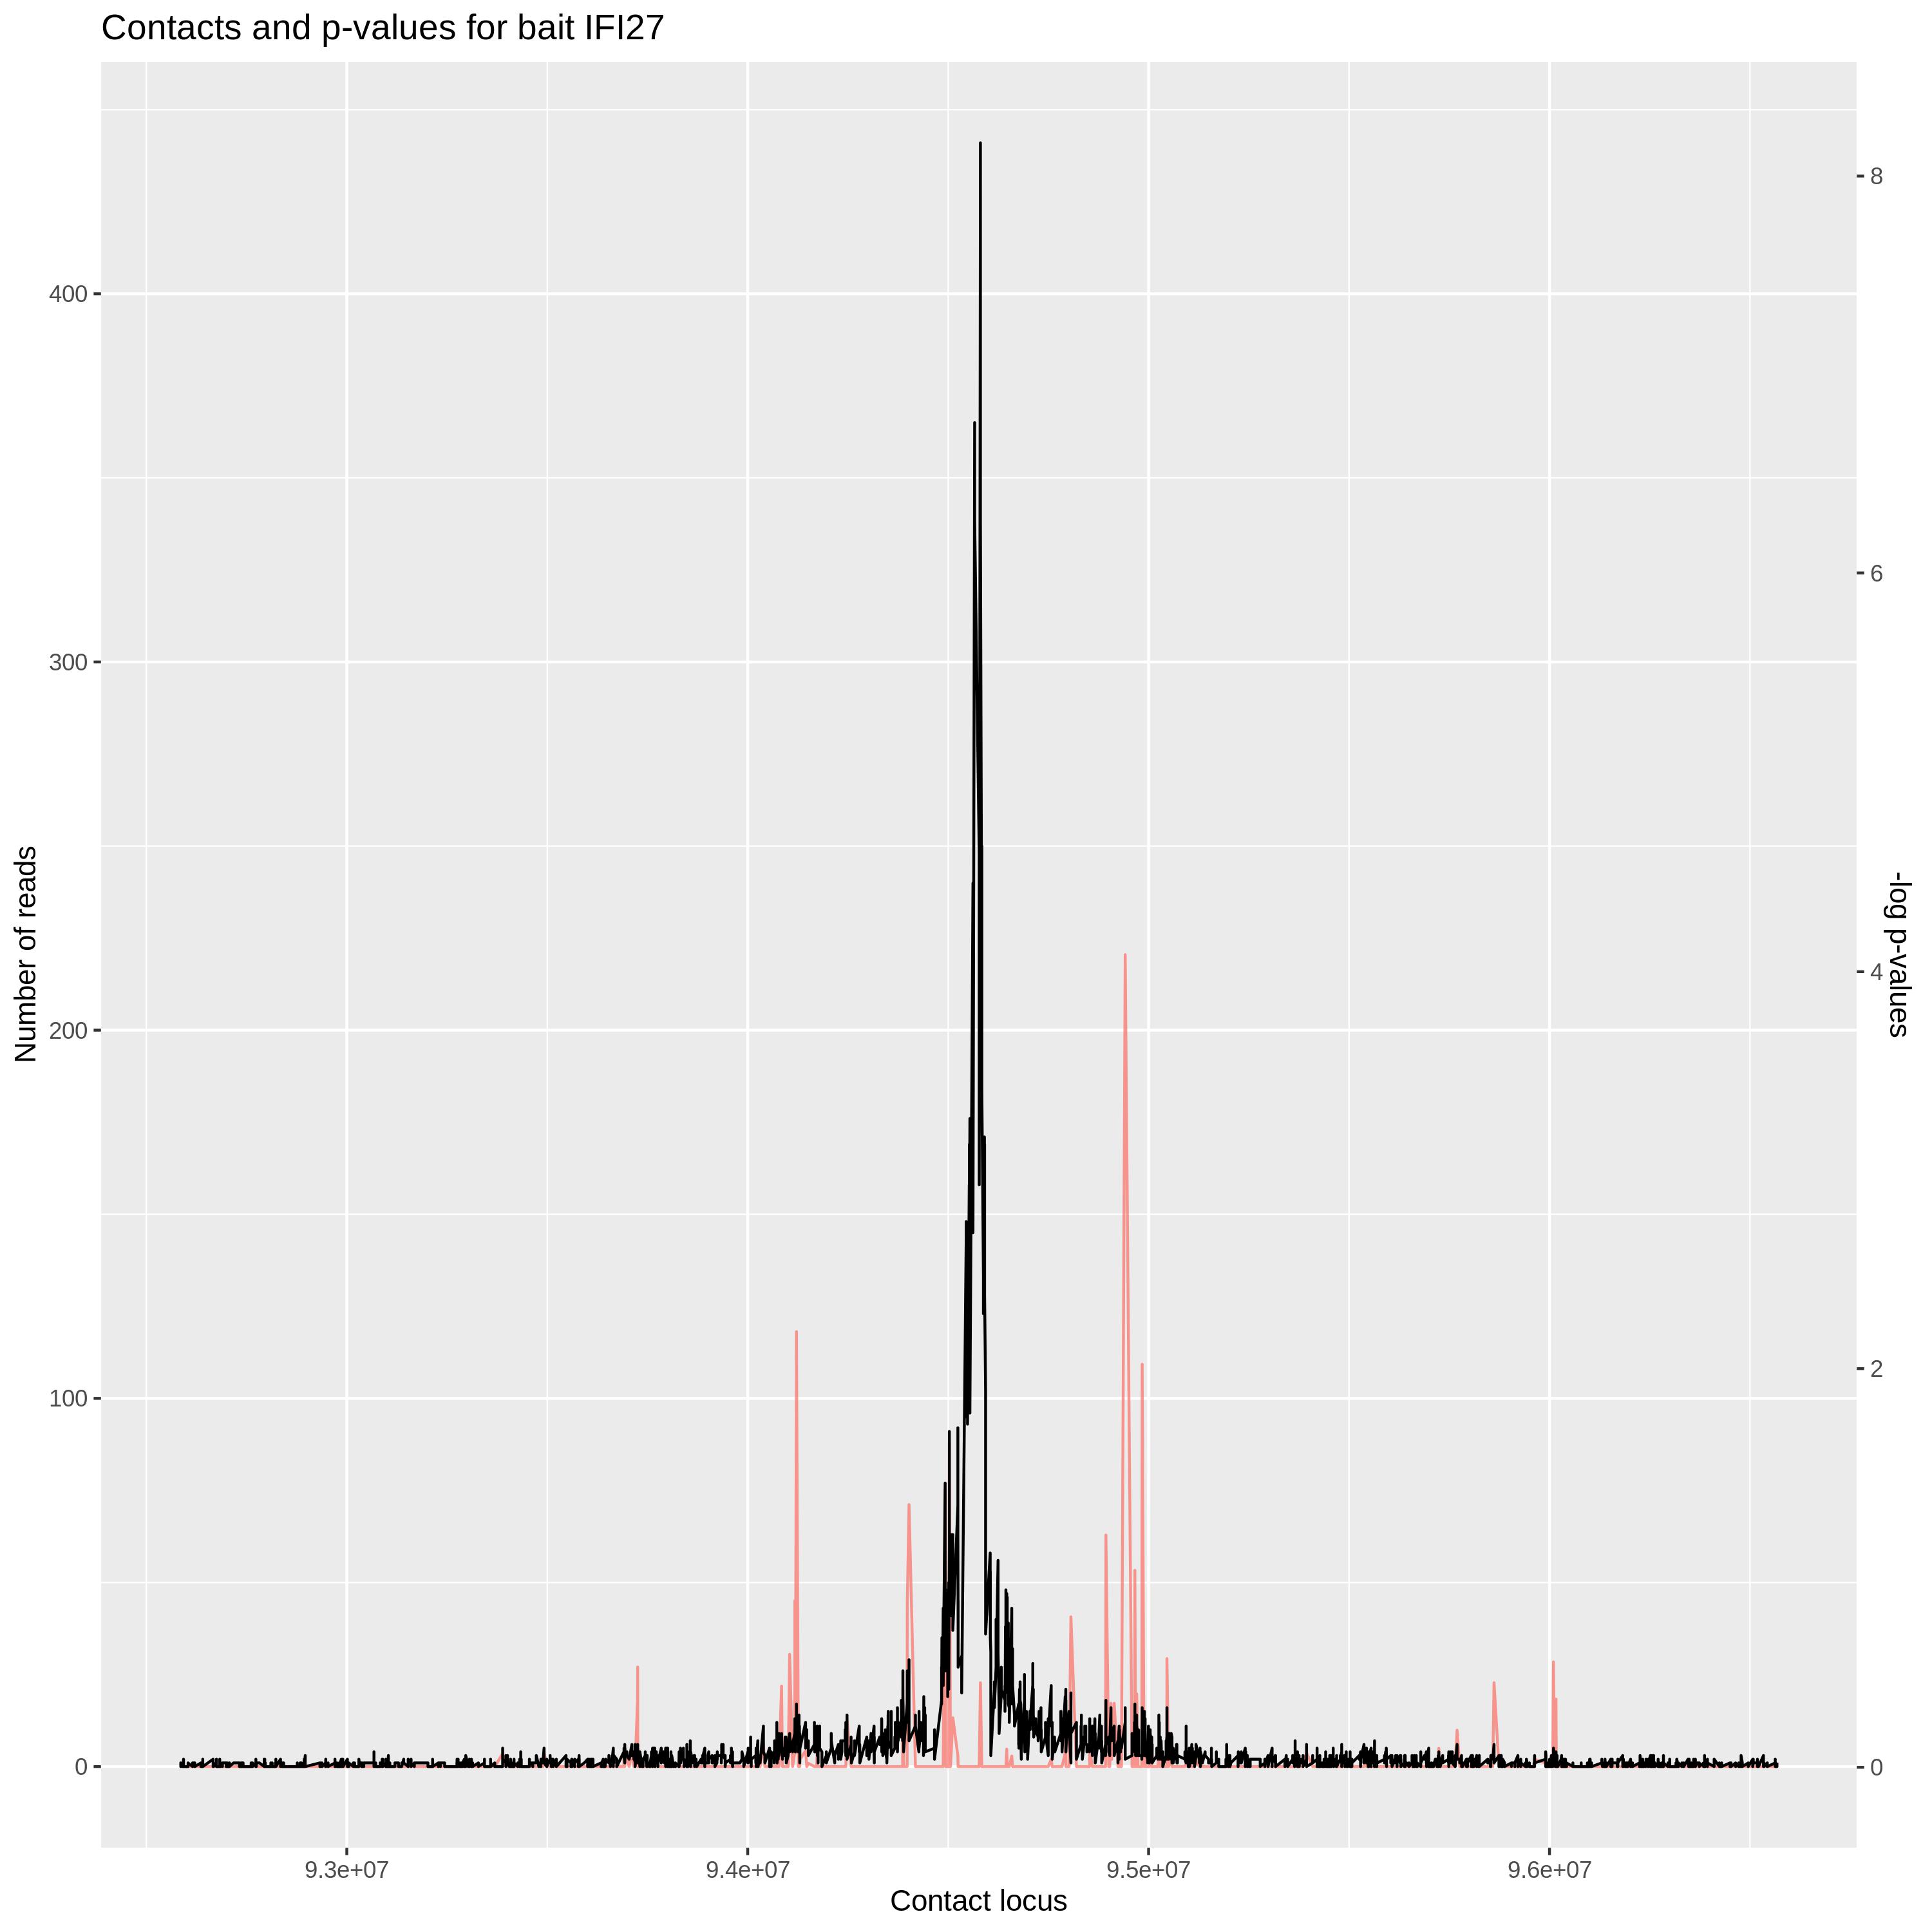 Contacts and p-values for bait IFI27
Number of reads
400
300
200
100
0
8
6
4
2
0
-log p-values
9.3e+07 9.4e+07 9.5e+07 9.6e+07
Contact locus